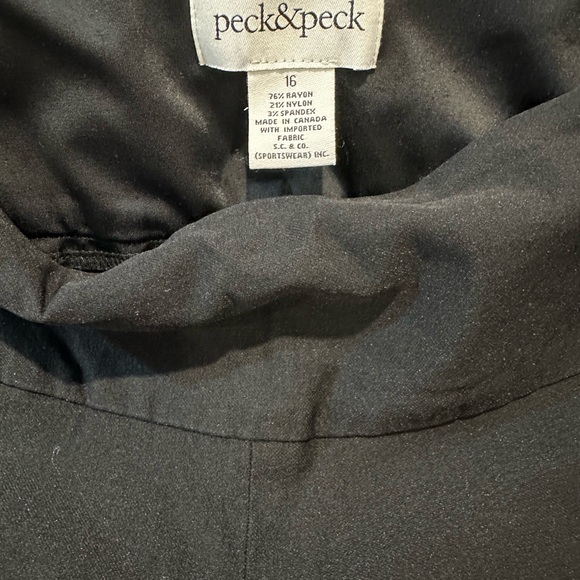 peck&peck
16
76% RAYON
21% NYLON
3% SPANDEX
MADE IN CANADA
WITH IMPORTED
FABRIC
S.C. & CO.
(SPORTSWEAR) INC.